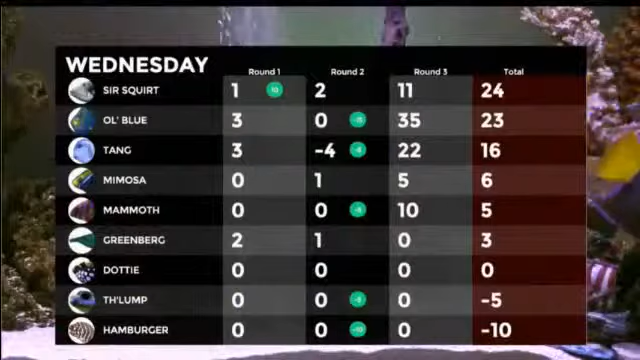 WEDNESDAY
Round 1 Round 2 Round 3 Total
SIR SQUIRT 1 10 2 11 24
OL' BLUE 3 0 -15 35 23
TANG 3 -4 -5 22 16
MIMOSA 0 1 5 6
MAMMOTH 0 0 -5 10 5
GREENBERG 2 1 0 3
DOTTIE 0 0 0 0
TH'LUMP 0 0 -5 0 -5
HAMBURGER 0 0 -10 0 -10